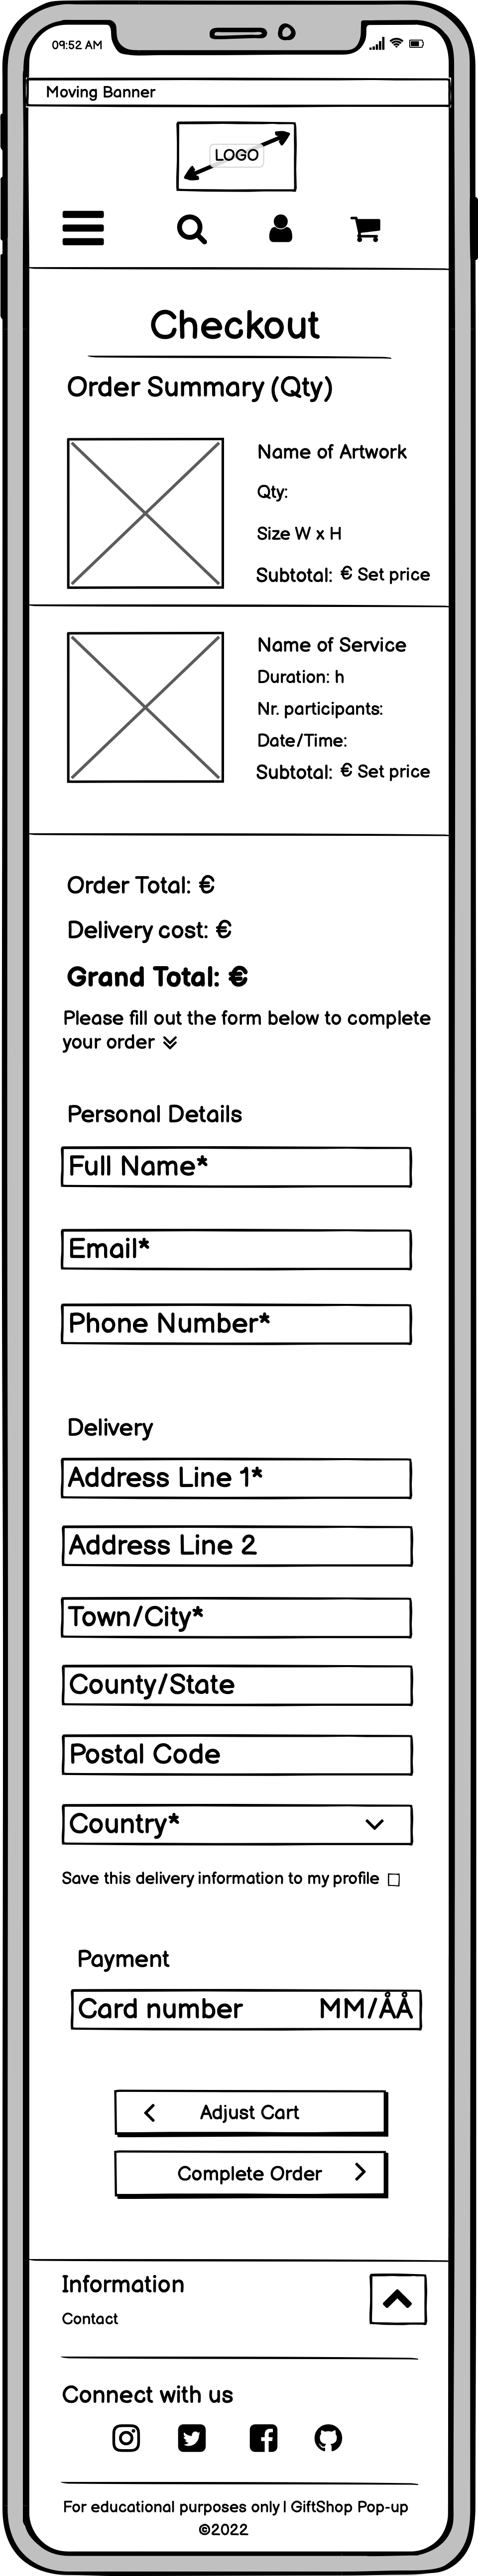 09:52 AM
Moving Banner
LOGO
Checkout
Order Summary (Qty)
Name of Artwork
Qty:
Size W x H
Subtotal: € Set price
Name of Service
Duration: h
Nr. participants:
Date/Time:
Subtotal: € Set price
Order Total: €
Delivery cost: €
Grand Total: €
Please fill out the form below to complete
your order
Personal Details
Full Name*
Email*
Phone Number*
Delivery
Address Line 1*
Address Line 2
Town/City*
County/State
Postal Code
Country*
Save this delivery information to my profile
Payment
Card number MM/ÅÅ
Adjust Cart
Complete Order
Information
Contact
Connect with us
For educational purposes only | GiftShop Pop-up
©2022